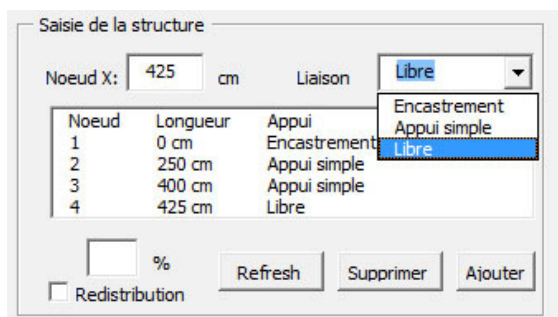 Saisie de la structure
Noeud X: 425 cm Liaison Libre
Encastrement
Appui simple
Libre
Noeud Longueur Appui
1 0 cm Encastrement
2 250 cm Appui simple
3 400 cm Appui simple
4 425 cm Libre
% Refresh Supprimer Ajouter
Redistribution